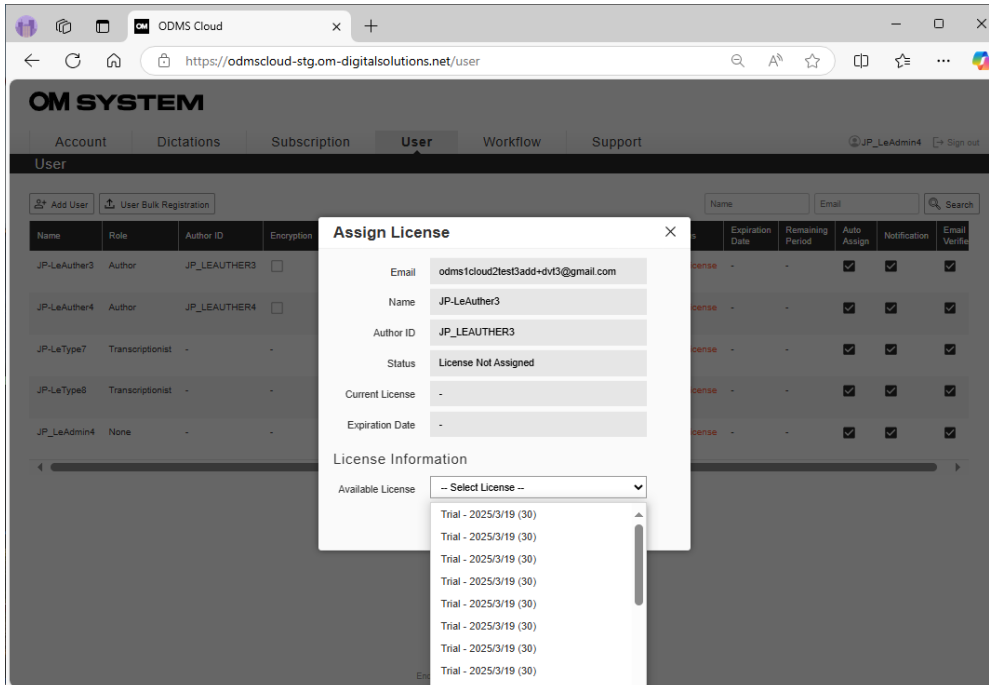 ODMS Cloud
https://odmscloud-stg.om-digitalsolutions.net/user
OM SYSTEM
Account Dictations Subscription User Workflow Support JP_LeAdmin4 Sign out
User
Add User User Bulk Registration Name Email Search
Name Role Author ID Encryption Expiration Date Remaining Period Auto Assign Notification Email Verifie
JP-LeAuther3 Author JP_LEAUTHER3 - -
JP-LeAuther4 Author JP_LEAUTHER4 - -
JP-LeType7 Transcriptionist - - - -
JP-LeType8 Transcriptionist - - - -
JP_LeAdmin4 None - - - -
Assign License
Email odms1cloud2test3add+dvt3@gmail.com
Name JP-LeAuther3
Author ID JP_LEAUTHER3
Status License Not Assigned
Current License -
Expiration Date -
License Information
Available License -- Select License --
Trial - 2025/3/19 (30)
Trial - 2025/3/19 (30)
Trial - 2025/3/19 (30)
Trial - 2025/3/19 (30)
Trial - 2025/3/19 (30)
Trial - 2025/3/19 (30)
Trial - 2025/3/19 (30)
Trial - 2025/3/19 (30)